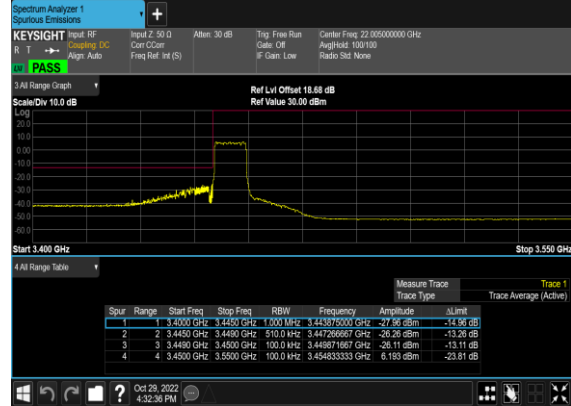 Spectrum Analyzer 1
Spurious Emissions
KEYSIGHT Input: RF Input Z: 50 Ω Atten: 30 dB Trig: Free Run Center Freq: 22.005000000 GHz
R T Coupling: DC Corr CCorr Gate: Off Avg|Hold: 100/100
Align: Auto Freq Ref: Int (S) IF Gain: Low Radio Std: None
PASS
3 All Range Graph
Ref Lvl Offset 18.68 dB
Scale/Div 10.0 dB Ref Value 30.00 dBm
Log
20.0
10.0
0.00
-10.0
-20.0
-30.0
-40.0
-50.0
-60.0
Start 3.400 GHz Stop 3.550 GHz
4 All Range Table
Measure Trace Trace 1
Trace Type Trace Average (Active)
Spur Range Start Freq Stop Freq RBW Frequency Amplitude ΔLimit
1 1 3.4000 GHz 3.4450 GHz 1.000 MHz 3.443875000 GHz -27.96 dBm -14.96 dB
2 2 3.4450 GHz 3.4490 GHz 510.0 kHz 3.447266667 GHz -26.26 dBm -13.26 dB
3 3 3.4490 GHz 3.4500 GHz 100.0 kHz 3.449871667 GHz -26.11 dBm -13.11 dB
4 4 3.4500 GHz 3.5500 GHz 100.0 kHz 3.454833333 GHz 6.193 dBm -23.81 dB
Oct 29, 2022
4:32:36 PM